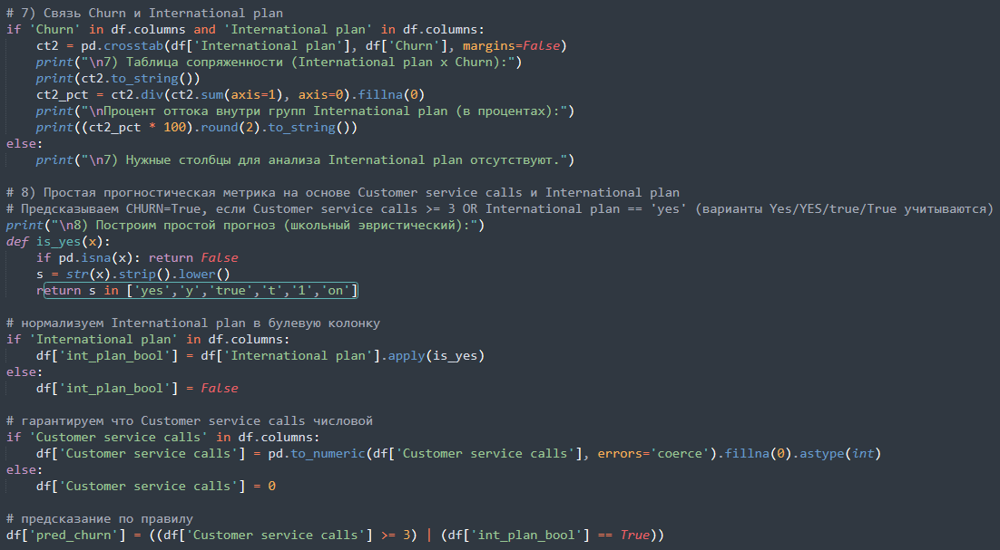 # 7) Связь Churn и International plan
if 'Churn' in df.columns and 'International plan' in df.columns:
    ct2 = pd.crosstab(df['International plan'], df['Churn'], margins=False)
    print("\n7) Таблица сопряженности (International plan x Churn):")
    print(ct2.to_string())
    ct2_pct = ct2.div(ct2.sum(axis=1), axis=0).fillna(0)
    print("\nПроцент оттока внутри групп International plan (в процентах):")
    print((ct2_pct * 100).round(2).to_string())
else:
    print("\n7) Нужные столбцы для анализа International plan отсутствуют.")

# 8) Простая прогностическая метрика на основе Customer service calls и International plan
# Предсказываем CHURN=True, если Customer service calls >= 3 OR International plan == 'yes' (варианты Yes/YES/true/True учитываются)
print("\n8) Построим простой прогноз (школьный эвристический):")
def is_yes(x):
    if pd.isna(x): return False
    s = str(x).strip().lower()
    return s in ['yes','y','true','t','1','on']

# нормализуем International plan в булевую колонку
if 'International plan' in df.columns:
    df['int_plan_bool'] = df['International plan'].apply(is_yes)
else:
    df['int_plan_bool'] = False

# гарантируем что Customer service calls числовой
if 'Customer service calls' in df.columns:
    df['Customer service calls'] = pd.to_numeric(df['Customer service calls'], errors='coerce').fillna(0).astype(int)
else:
    df['Customer service calls'] = 0

# предсказание по правилу
df['pred_churn'] = ((df['Customer service calls'] >= 3) | (df['int_plan_bool'] == True))